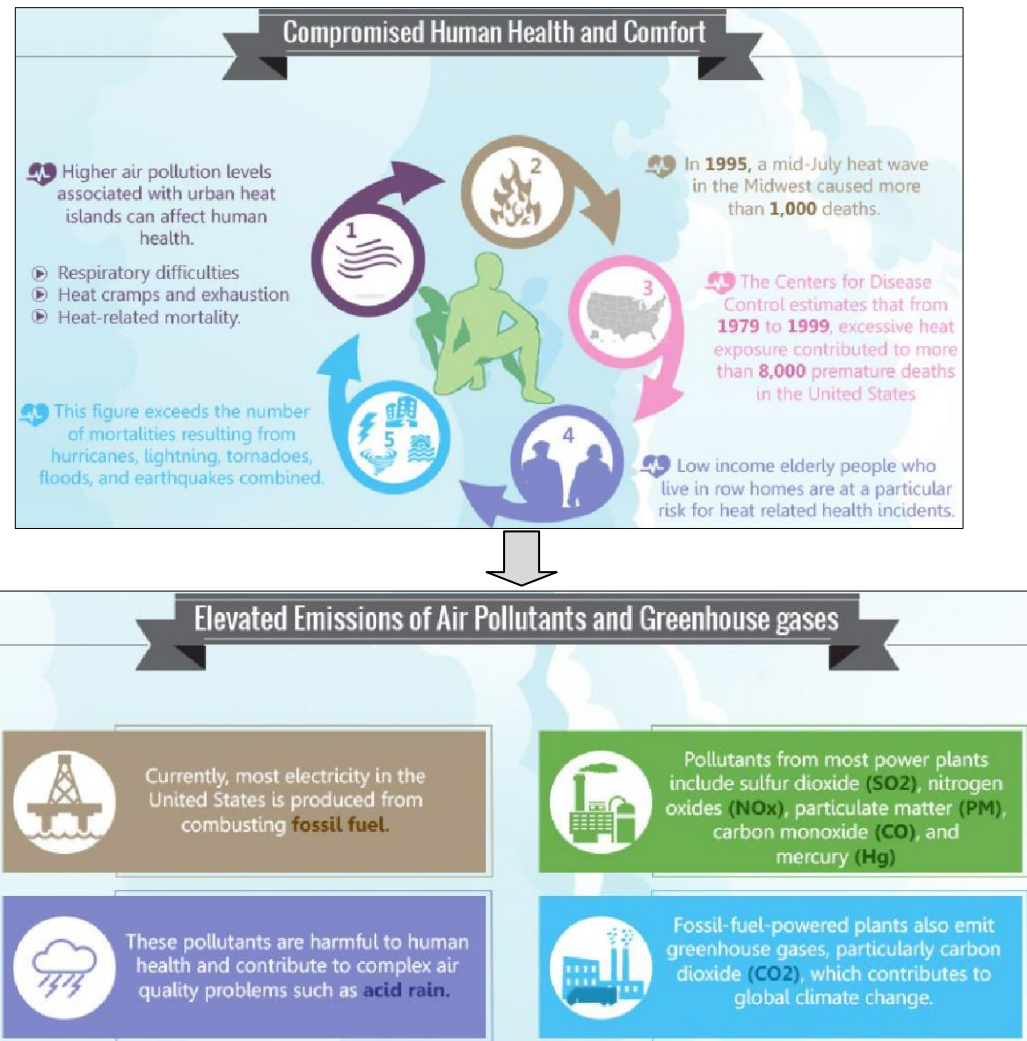 Compromised Human Health and Comfort
1
Higher air pollution levels
associated with urban heat
islands can affect human
health.
Respiratory difficulties
Heat cramps and exhaustion
Heat-related mortality.
2
In 1995, a mid-July heat wave
in the Midwest caused more
than 1,000 deaths.
3
The Centers for Disease
Control estimates that from
1979 to 1999, excessive heat
exposure contributed to more
than 8,000 premature deaths
in the United States
4
Low income elderly people who
live in row homes are at a particular
risk for heat related health incidents.
5
This figure exceeds the number
of mortalities resulting from
hurricanes, lightning, tornadoes,
floods, and earthquakes combined.
Elevated Emissions of Air Pollutants and Greenhouse gases
Currently, most electricity in the
United States is produced from
combusting fossil fuel.
Pollutants from most power plants
include sulfur dioxide (SO2), nitrogen
oxides (NOx), particulate matter (PM),
carbon monoxide (CO), and
mercury (Hg)
These pollutants are harmful to human
health and contribute to complex air
quality problems such as acid rain.
Fossil-fuel-powered plants also emit
greenhouse gases, particularly carbon
dioxide (CO2), which contributes to
global climate change.